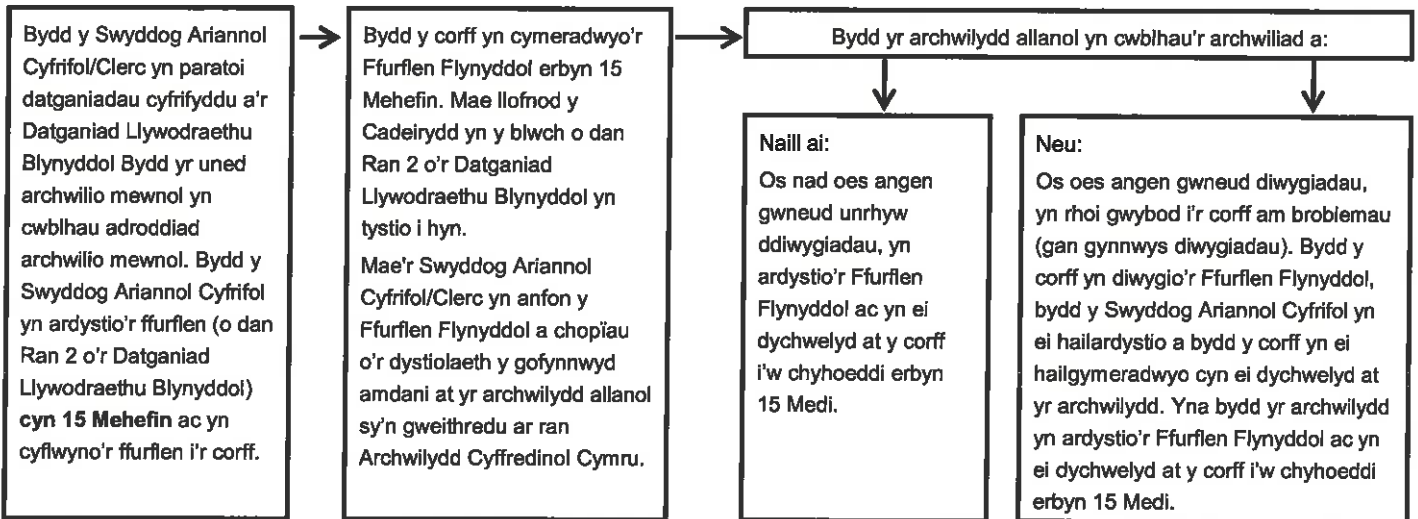 Bydd y Swyddog Ariannol
Cyfrifol/Clerc yn paratoi
datganiadau cyfrifyddu a'r
Datganiad Llywodraethu
Blynyddol Bydd yr uned
archwilio mewnol yn
cwblhau adroddiad
archwilio mewnol. Bydd y
Swyddog Ariannol Cyfrifol
yn ardystio'r ffurflen (o dan
Ran 2 o'r Datganiad
Llywodraethu Blynyddol)
cyn 15 Mehefin ac yn
cyflwyno'r ffurflen i'r corff.
Bydd y corff yn cymeradwyo'r
Ffurflen Flynyddol erbyn 15
Mehefin. Mae llofnod y
Cadeirydd yn y blwch o dan
Ran 2 o'r Datganiad
Llywodraethu Blynyddol yn
tystio i hyn.
Mae'r Swyddog Ariannol
Cyfrifol/Clerc yn anfon y
Ffurflen Flynyddol a chopïau
o'r dystiolaeth y gofynnwyd
amdani at yr archwilydd allanol
sy'n gweithredu ar ran
Archwilydd Cyffredinol Cymru.
Bydd yr archwilydd allanol yn cwblhau'r archwiliad a:
Naill ai:
Os nad oes angen
gwneud unrhyw
ddiwygiadau, yn
ardystio'r Ffurflen
Flynyddol ac yn ei
dychwelyd at y corff
i'w chyhoeddi erbyn
15 Medi.
Neu:
Os oes angen gwneud diwygiadau,
yn rhoi gwybod i'r corff am broblemau
(gan gynnwys diwygiadau). Bydd y
corff yn diwygio'r Ffurflen Flynyddol,
bydd y Swyddog Ariannol Cyfrifol yn
ei hailardystio a bydd y corff yn ei
hailgymeradwyo cyn ei dychwelyd at
yr archwilydd. Yna bydd yr archwilydd
yn ardystio'r Ffurflen Flynyddol ac yn
ei dychwelyd at y corff i'w chyhoeddi
erbyn 15 Medi.